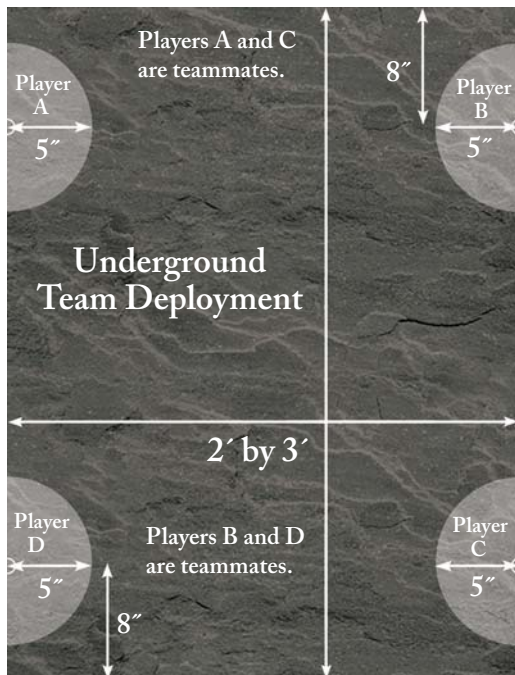 Players A and C
are teammates.
8˝
Player
A
5˝
Player
B
5˝
Underground
Team Deployment
2´ by 3´
Player
D
5˝
Players B and D
are teammates.
8˝
Player
C
5˝